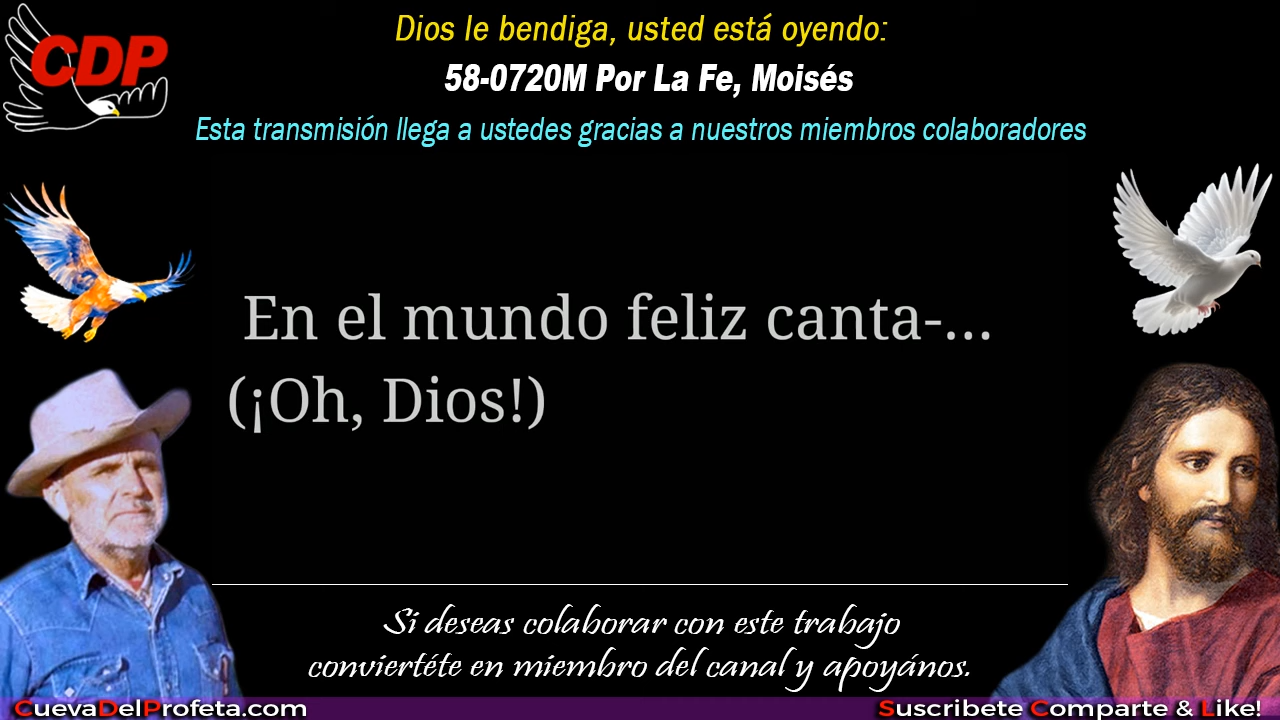 CDP
Dios le bendiga, usted está oyendo:
58-0720M Por La Fe, Moisés
Esta transmisión llega a ustedes gracias a nuestros miembros colaboradores
En el mundo feliz canta-...
(¡Oh, Dios!)
Si deseas colaborar con este trabajo
conviertéte en miembro del canal y apoyános.
CuevaDelProfeta.com
Suscribete Comparte & Like!